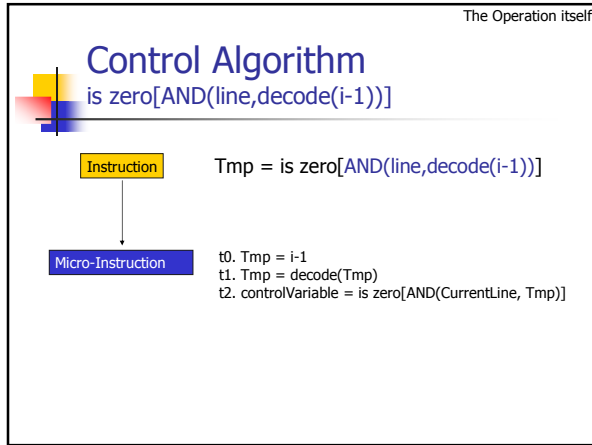 The Operation itself
Control Algorithm
is zero[AND(line,decode(i-1))]
Instruction
Tmp = is zero[AND(line,decode(i-1))]
Micro-Instruction
t0. Tmp = i-1
t1. Tmp = decode(Tmp)
t2. controlVariable = is zero[AND(CurrentLine, Tmp)]